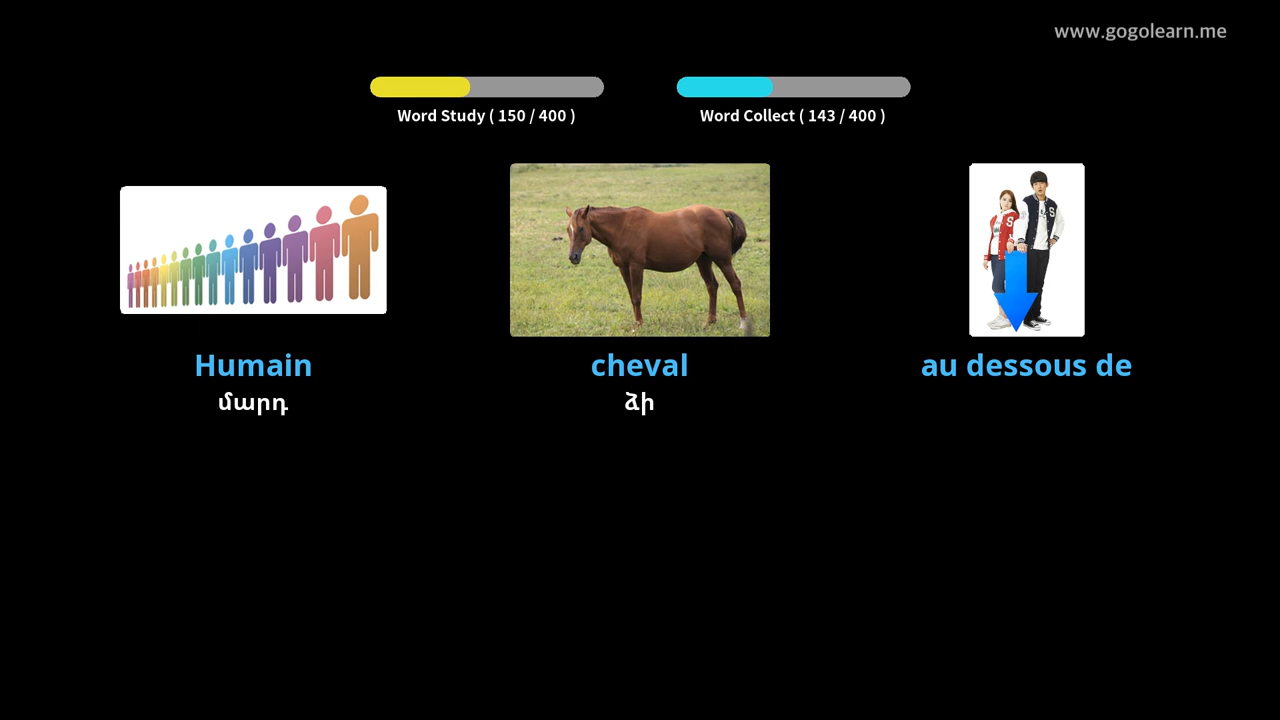 www.gogolearn.me
Word Study ( 150 / 400 )
Word Collect ( 143 / 400 )
Humain
մարդ
cheval
ձի
au dessous de